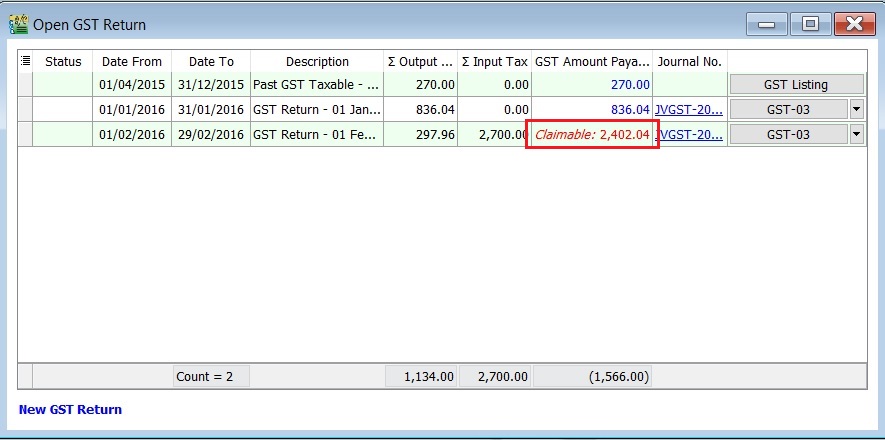 Open GST Return
Status Date From Date To Description Σ Output ... Σ Input Tax GST Amount Paya... Journal No.
01/04/2015 31/12/2015 Past GST Taxable - ... 270.00 0.00 270.00 GST Listing
01/01/2016 31/01/2016 GST Return - 01 Jan... 836.04 0.00 836.04 JVGST-20... GST-03
01/02/2016 29/02/2016 GST Return - 01 Fe... 297.96 2,700.00 Claimable: 2,402.04 JVGST-20... GST-03
Count = 2 1,134.00 2,700.00 (1,566.00)
New GST Return